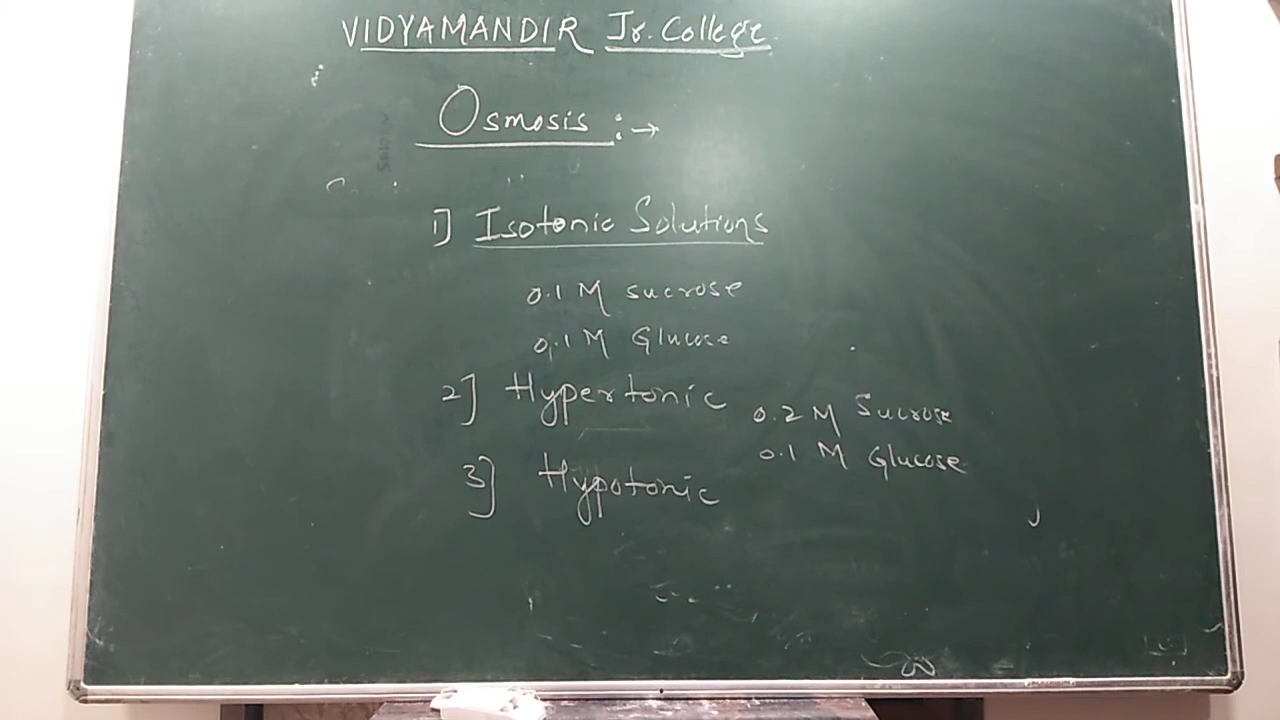 VIDYAMANDIR Jr. College.
Osmosis :→
1] Isotonic Solutions
0.1 M sucrose
0.1 M Glucose
2] Hypertonic
0.2 M Sucrose
0.1 M Glucose
3] Hypotonic